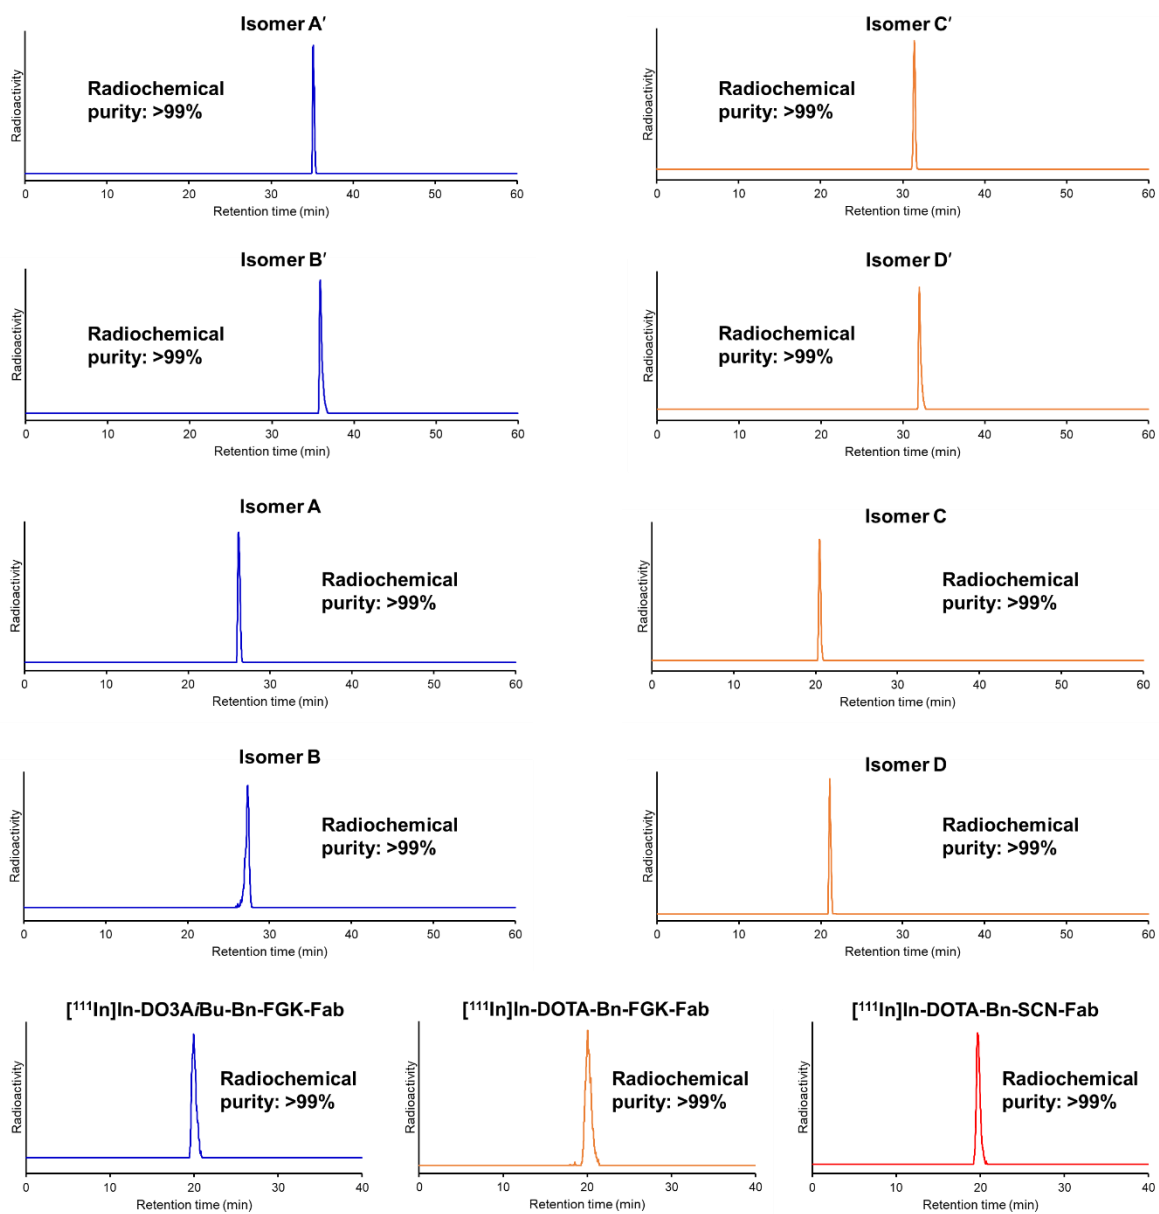 Isomer A′
Radioactivity
Radiochemical
purity: >99%
0 10 20 30 40 50 60
Retention time (min)
Isomer C′
Radioactivity
Radiochemical
purity: >99%
0 10 20 30 40 50 60
Retention time (min)
Isomer B′
Radioactivity
Radiochemical
purity: >99%
0 10 20 30 40 50 60
Retention time (min)
Isomer D′
Radioactivity
Radiochemical
purity: >99%
0 10 20 30 40 50 60
Retention time (min)
Isomer A
Radioactivity
Radiochemical
purity: >99%
0 10 20 30 40 50 60
Retention time (min)
Isomer C
Radioactivity
Radiochemical
purity: >99%
0 10 20 30 40 50 60
Retention time (min)
Isomer B
Radioactivity
Radiochemical
purity: >99%
0 10 20 30 40 50 60
Retention time (min)
Isomer D
Radioactivity
Radiochemical
purity: >99%
0 10 20 30 40 50 60
Retention time (min)
[¹¹¹In]In-DO3AiBu-Bn-FGK-Fab
Radioactivity
Radiochemical
purity: >99%
0 10 20 30 40
Retention time (min)
[¹¹¹In]In-DOTA-Bn-FGK-Fab
Radioactivity
Radiochemical
purity: >99%
0 10 20 30 40
Retention time (min)
[¹¹¹In]In-DOTA-Bn-SCN-Fab
Radioactivity
Radiochemical
purity: >99%
0 10 20 30 40
Retention time (min)